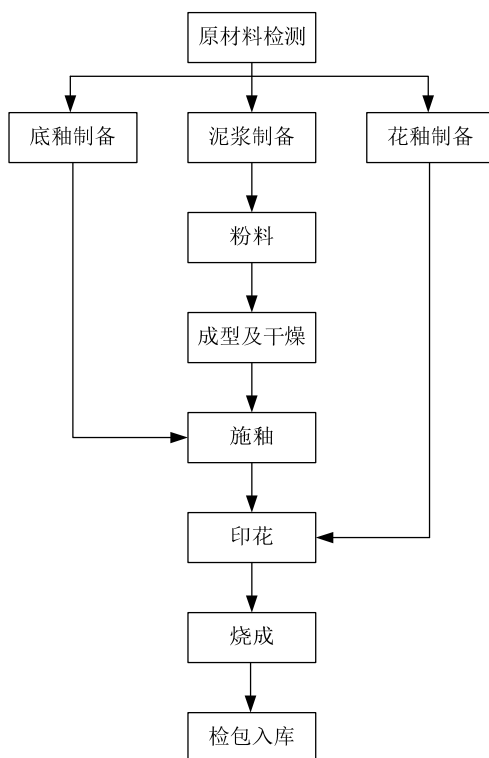 原材料检测
底釉制备
泥浆制备
花釉制备
粉料
成型及干燥
施釉
印花
烧成
检包入库